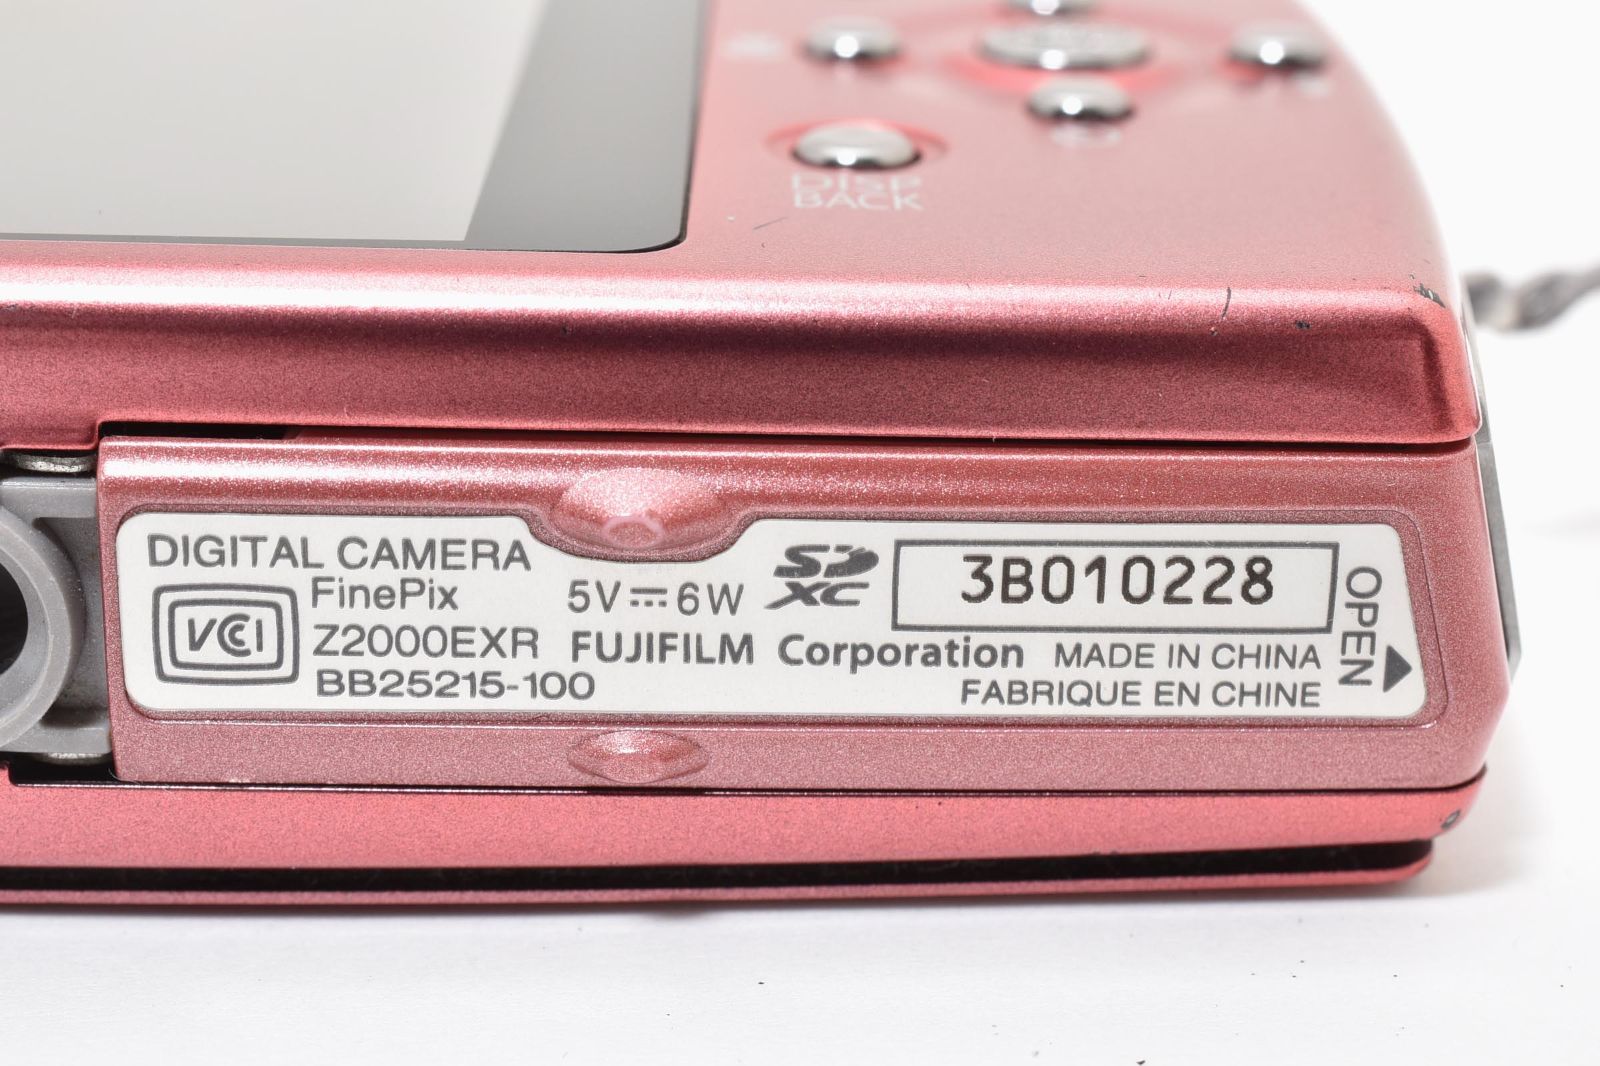 DISP
BACK
DIGITAL CAMERA
VCCI
FinePix
Z2000EXR
BB25215-100
5V⎓6W
SD
XC
3B010228
FUJIFILM Corporation
MADE IN CHINA
FABRIQUE EN CHINE
OPEN ▲